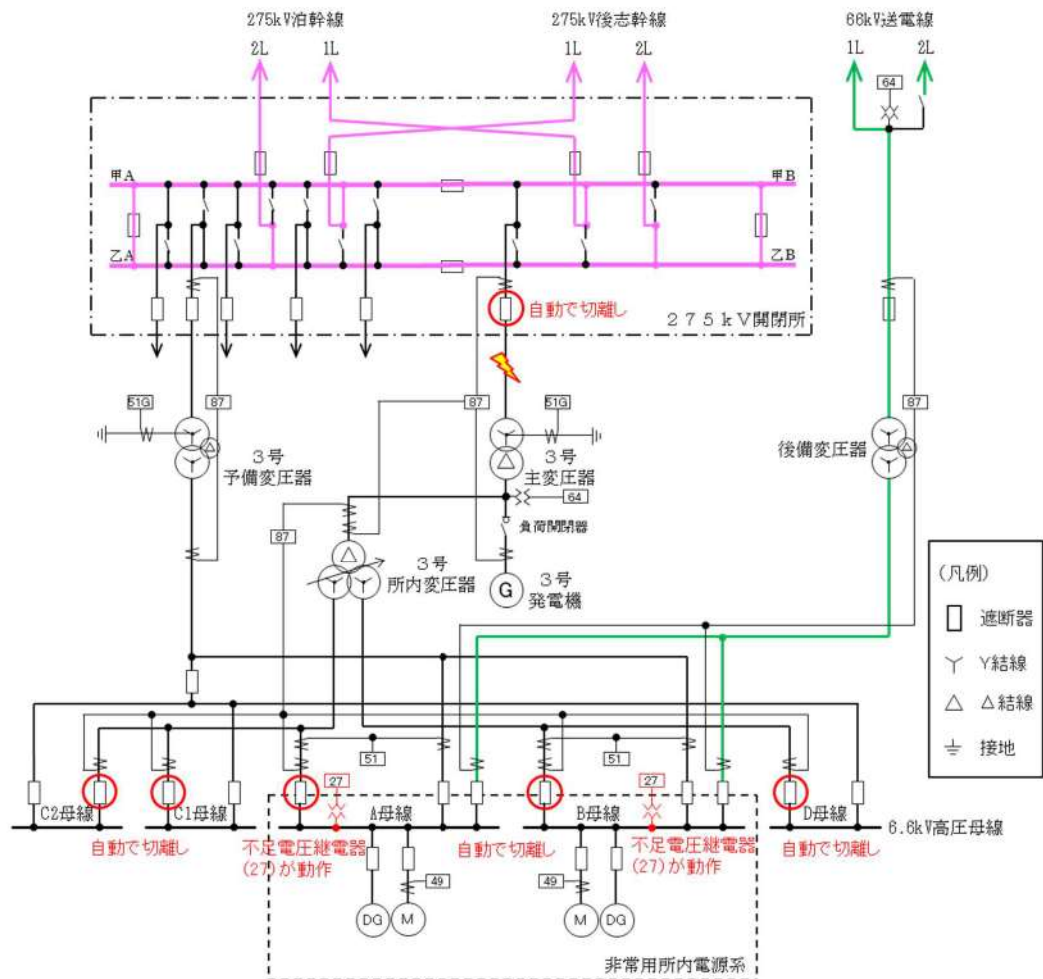 275kV泊幹線
275kV後志幹線
66kV送電線
2L
1L
1L
2L
1L
2L
64
甲A
甲B
乙A
乙B
自動で切離し
275kV開閉所
51G
87
87
51G
87
3号
予備変圧器
3号
主変圧器
後備変圧器
64
負荷開閉器
87
3号
所内変圧器
G
3号
発電機
(凡例)
遮断器
Y結線
△結線
接地
51
51
27
27
C2母線
C1母線
A母線
B母線
D母線
6.6kV高圧母線
自動で切離し
不足電圧継電器
(27)が動作
自動で切離し
不足電圧継電器
(27)が動作
自動で切離し
49
49
DG
M
M
DG
非常用所内電源系